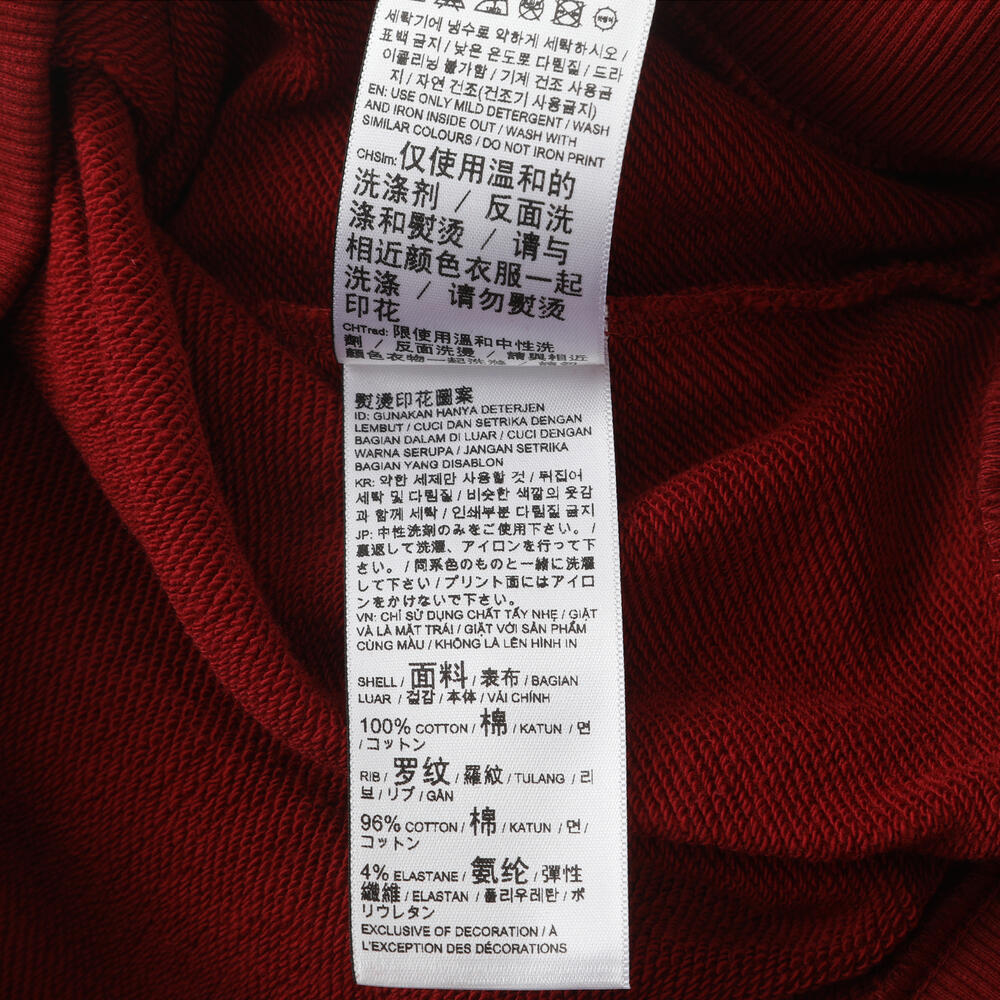 세탁기에 냉수로 약하게 세탁하시오 /
표백 금지 / 낮은 온도로 다림질 / 드라
이클리닝 불가함 / 기계 건조 사용금
지 / 자연 건조(건조기 사용금지)
EN: USE ONLY MILD DETERGENT / WASH
AND IRON INSIDE OUT / WASH WITH
SIMILAR COLOURS / DO NOT IRON PRINT
CHSim: 仅使用温和的
洗涤剂 / 反面洗
涤和熨烫 / 请与
相近颜色衣服一起
洗涤 / 请勿熨烫
印花
CHTrad: 限使用溫和中性洗
劑 / 反面洗燙 / 請與相近
顏色衣物一起洗滌 / 請勿
熨燙印花圖案
ID: GUNAKAN HANYA DETERJEN
LEMBUT / CUCI DAN SETRIKA DENGAN
BAGIAN DALAM DI LUAR / CUCI DENGAN
WARNA SERUPA / JANGAN SETRIKA
BAGIAN YANG DISABLON
KR: 약한 세제만 사용할 것 / 뒤집어
세탁 및 다림질 / 비슷한 색깔의 옷감
과 함께 세탁 / 인쇄부분 다림질 금지
JP: 中性洗剤のみをご使用下さい。 /
裏返して洗濯、アイロンを行って下
さい。 / 同系色のものと一緒に洗濯
して下さい / プリント面にはアイロ
ンをかけないで下さい。
VN: CHỈ SỬ DỤNG CHẤT TẨY NHẸ / GIẶT
VÀ LÀ MẶT TRÁI / GIẶT VỚI SẢN PHẨM
CÙNG MÀU / KHÔNG LÀ LÊN HÌNH IN
SHELL / 面料 / 表布 / BAGIAN
LUAR / 겉감 / 本体 / VẢI CHÍNH
100% COTTON / 棉 / KATUN / 면
/ コットン
RIB / 罗纹 / 羅紋 / TULANG / 리
브 / リブ / GÂN
96% COTTON / 棉 / KATUN / 면 /
コットン
4% ELASTANE / 氨纶 / 彈性
纖維 / ELASTAN / 폴리우레탄 / ポ
リウレタン
EXCLUSIVE OF DECORATION / À
L'EXCEPTION DES DÉCORATIONS